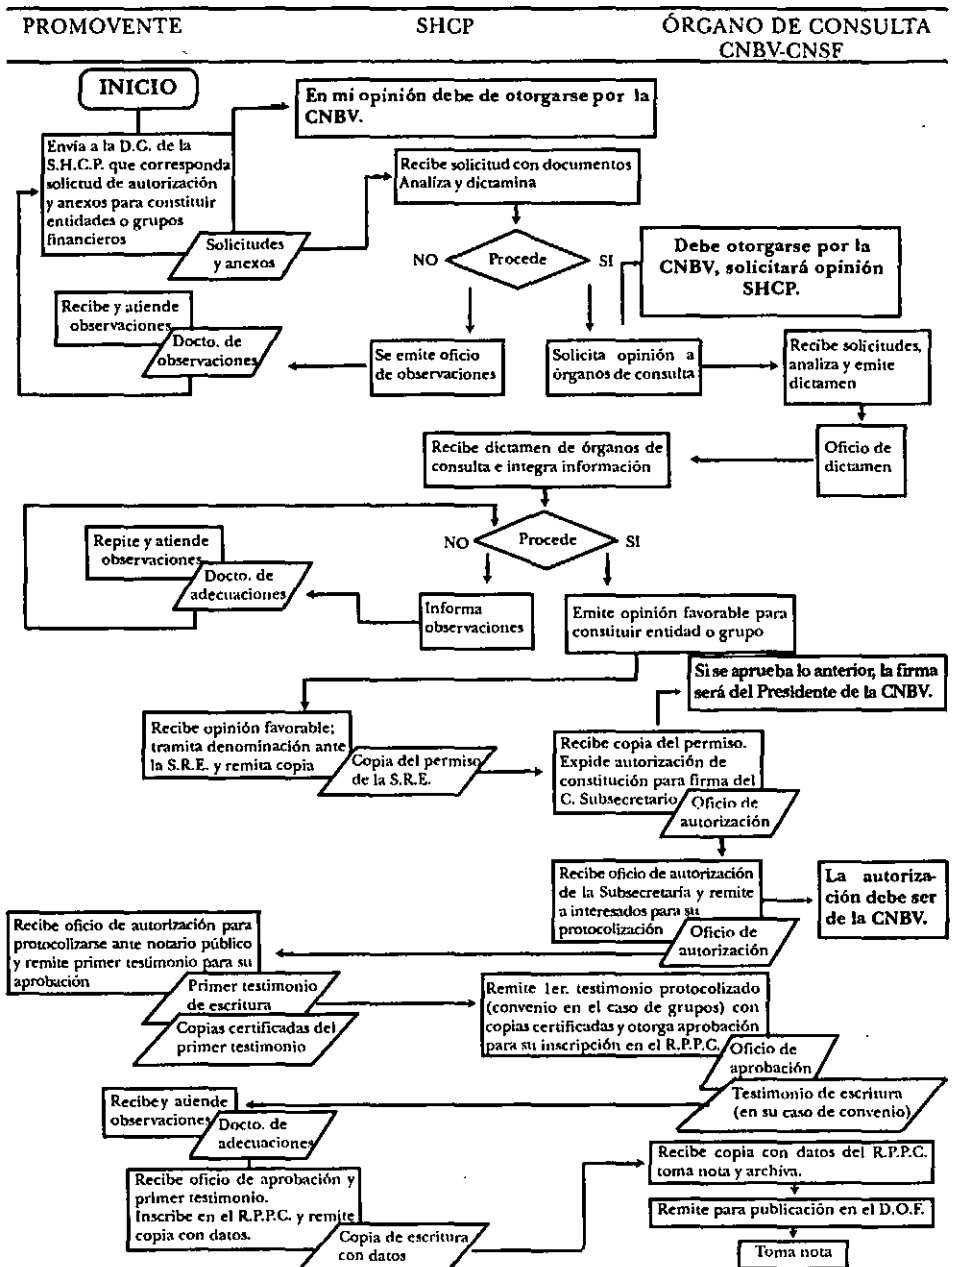 PROMOVENTE
SHCP
ÓRGANO DE CONSULTA
CNBV-CNSF
INICIO
En mi opinión debe de otorgarse por la
CNBV.
Envía a la D.G. de la
S.H.C.P. que corresponda
solictud de autorización
y anexos para constituir
entidades o grupos
financieros
Solicitudes
y anexos
Recibe solicitud con documentos
Analiza y dictamina
NO
Procede
SI
Debe otorgarse por la
CNBV, solicitará opinión
SHCP.
Recibe y atiende
observaciones
Docto. de
observaciones
Se emite oficio
de observaciones
Solicita opinión a
órganos de consulta
Recibe solicitudes,
analiza y emite
dictamen
Oficio de
dictamen
Recibe dictamen de órganos de
consulta e integra información
NO
Procede
SI
Repite y atiende
observaciones
Docto. de
adecuaciones
Informa
observaciones
Emite opinión favorable para
constituir entidad o grupo
Si se aprueba lo anterior, la firma
será del Presidente de la CNBV.
Recibe opinión favorable;
tramita denominación ante
la S.R.E. y remita copia
Copia del permiso
de la S.R.E.
Recibe copia del permiso.
Expide autorización de
constitución para firma del
C. Subsecretario
Oficio de
autorización
Recibe oficio de autorización
de la Subsecretaría y remite
a interesados para su
protocolización
Oficio de
autorización
La autoriza-
ción debe ser
de la CNBV.
Recibe oficio de autorización para
protocolizarse ante notario público
y remite primer testimonio para su
aprobación
Primer testimonio
de escritura
Copias certificadas del
primer testimonio
Remite 1er. testimonio protocolizado
(convenio en el caso de grupos) con
copias certificadas y otorga aprobación
para su inscripción en el R.P.P.C.
Oficio de
aprobación
Testimonio de escritura
(en su caso de convenio)
Recibe y atiende
observaciones
Docto. de
adecuaciones
Recibe oficio de aprobación y
primer testimonio.
Inscribe en el R.P.P.C. y remite
copia con datos.
Copia de escritura
con datos
Recibe copia con datos del R.P.P.C.
toma nota y archiva.
Remite para publicación en el D.O.F.
Toma nota